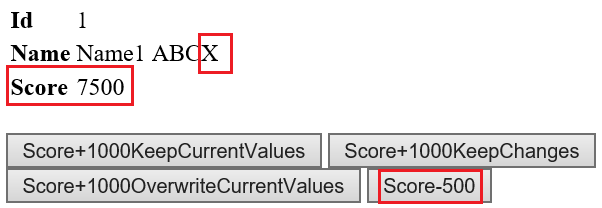 Id 1
Name Name1 ABCX
Score 7500
Score+1000KeepCurrentValues Score+1000KeepChanges
Score+1000OverwriteCurrentValues Score-500